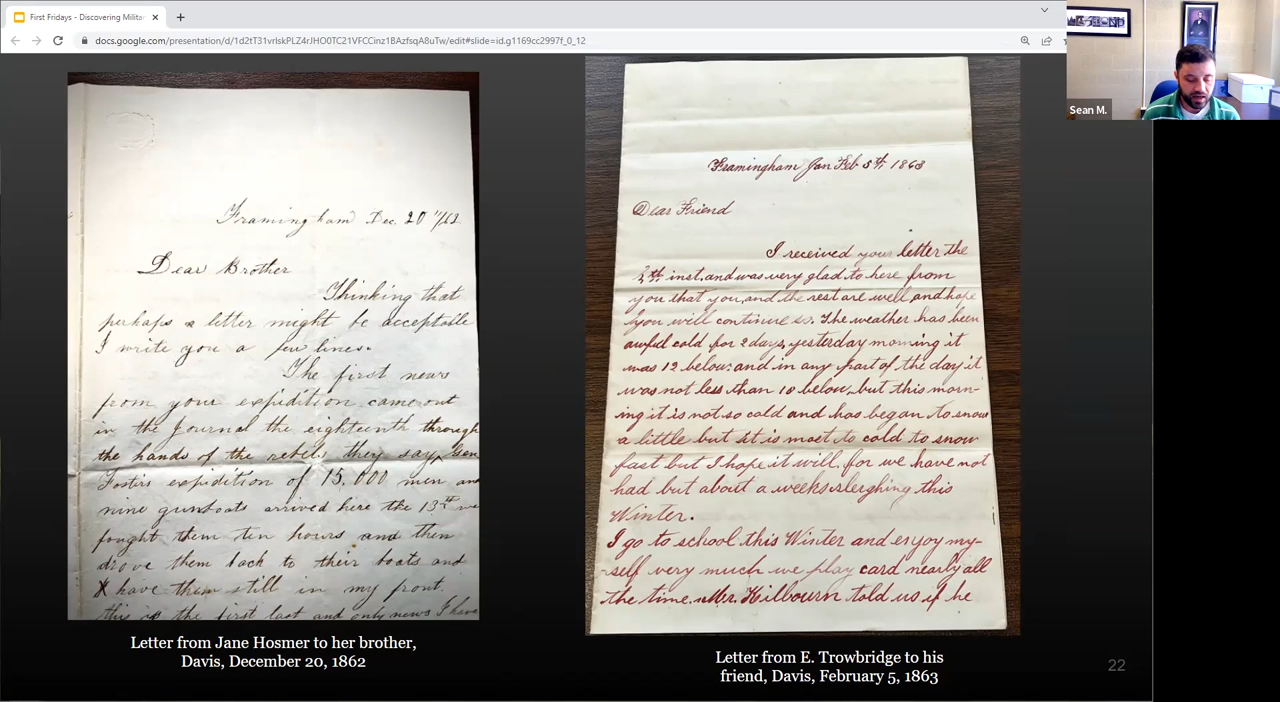 First Fridays - Discovering Milita
docs.google.com/presentation/d/1d2tT31vrlskPLZ4rJHO0TC21VFCTmz1BAzfsqAXuTw/edit#slide=id.g1169cc2997f_0_12
Sean M.
Framingham Dec. 20
Dear Brother
Thinking that
perhaps a letter might be acceptable
I write you a few lines.
The first news
from your expedition came out
in the Journal the eighteenth through
the hands of the rebels they say Gen
Fosters expedition of 15,000 men an
nine gunboats arrived here the 13th we
fought them ten hours and then
drove them back to their boats and
have them still in my front.
this is the first last and only news I have
Letter from Jane Hosmer to her brother,
Davis, December 20, 1862
Framingham Jan Feb 5th 1863
Dear Friend
I received your letter the
2th inst. and was very glad to here from
you that you, and the rest are well, and hope
you will continue so. The weather has been
awful cold for 2 days, yesterday morning it
was 12 below: and in any part of the day it
was not less than 10 below, but this morn-
ing it is not so cold and has began to snow
a little but it is most to cold to snow
fast but I hope it will, for we have not
had but about a weeks sleighing this
Winter.
I go to school this Winter and enjoy my-
self very much we play card nearly all
the time. Milbourn told us if he
Letter from E. Trowbridge to his
friend, Davis, February 5, 1863
22